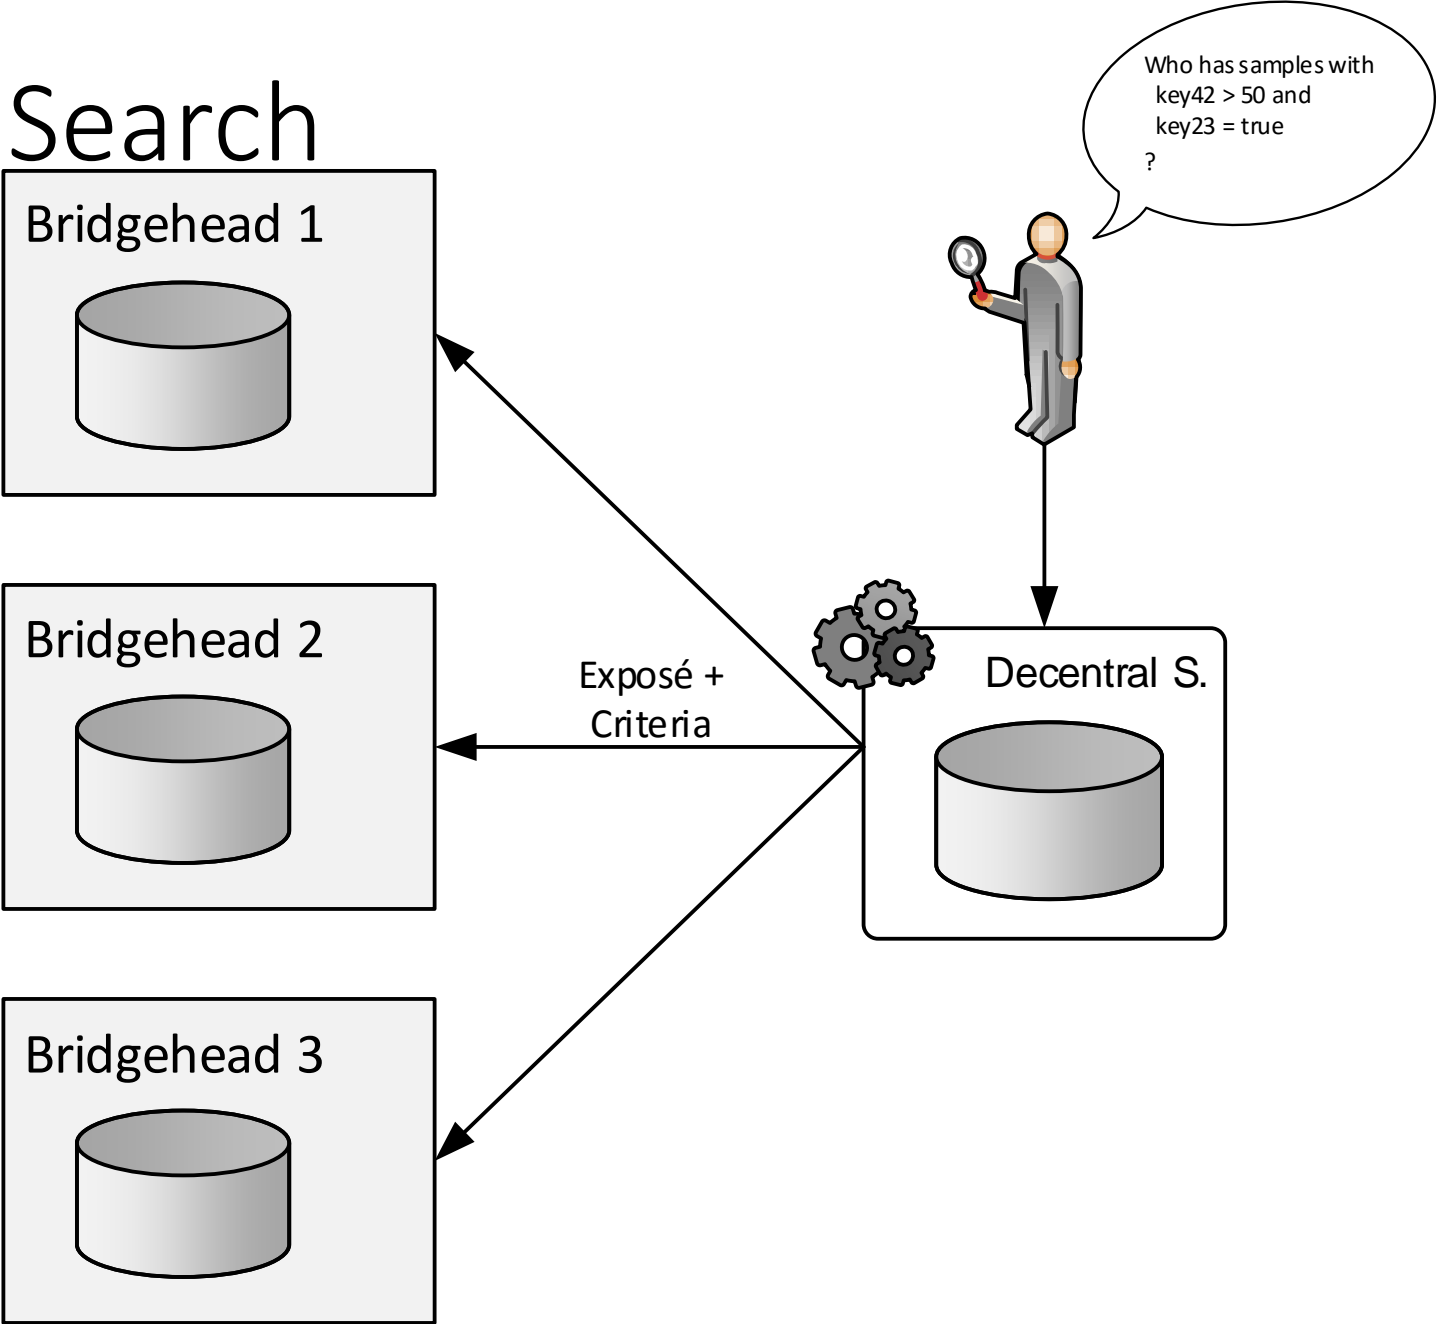 Search
Who has samples with
key42 > 50 and
key23 = true
?
Bridgehead 1
Bridgehead 2
Exposé +
Criteria
Decentral S.
Bridgehead 3